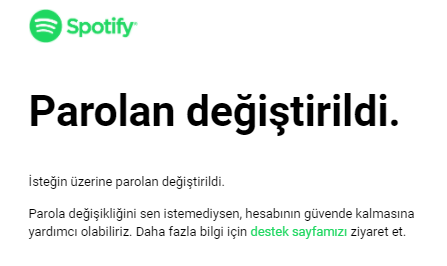 Spotify
Parolan değiştirildi.
İsteğin üzerine parolan değiştirildi.
Parola değişikliğini sen istemediysen, hesabının güvende kalmasına
yardımcı olabiliriz. Daha fazla bilgi için destek sayfamızı ziyaret et.